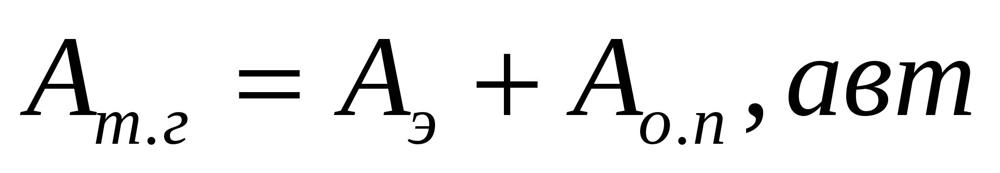 Aт.г = Aэ + Aо.п , авт